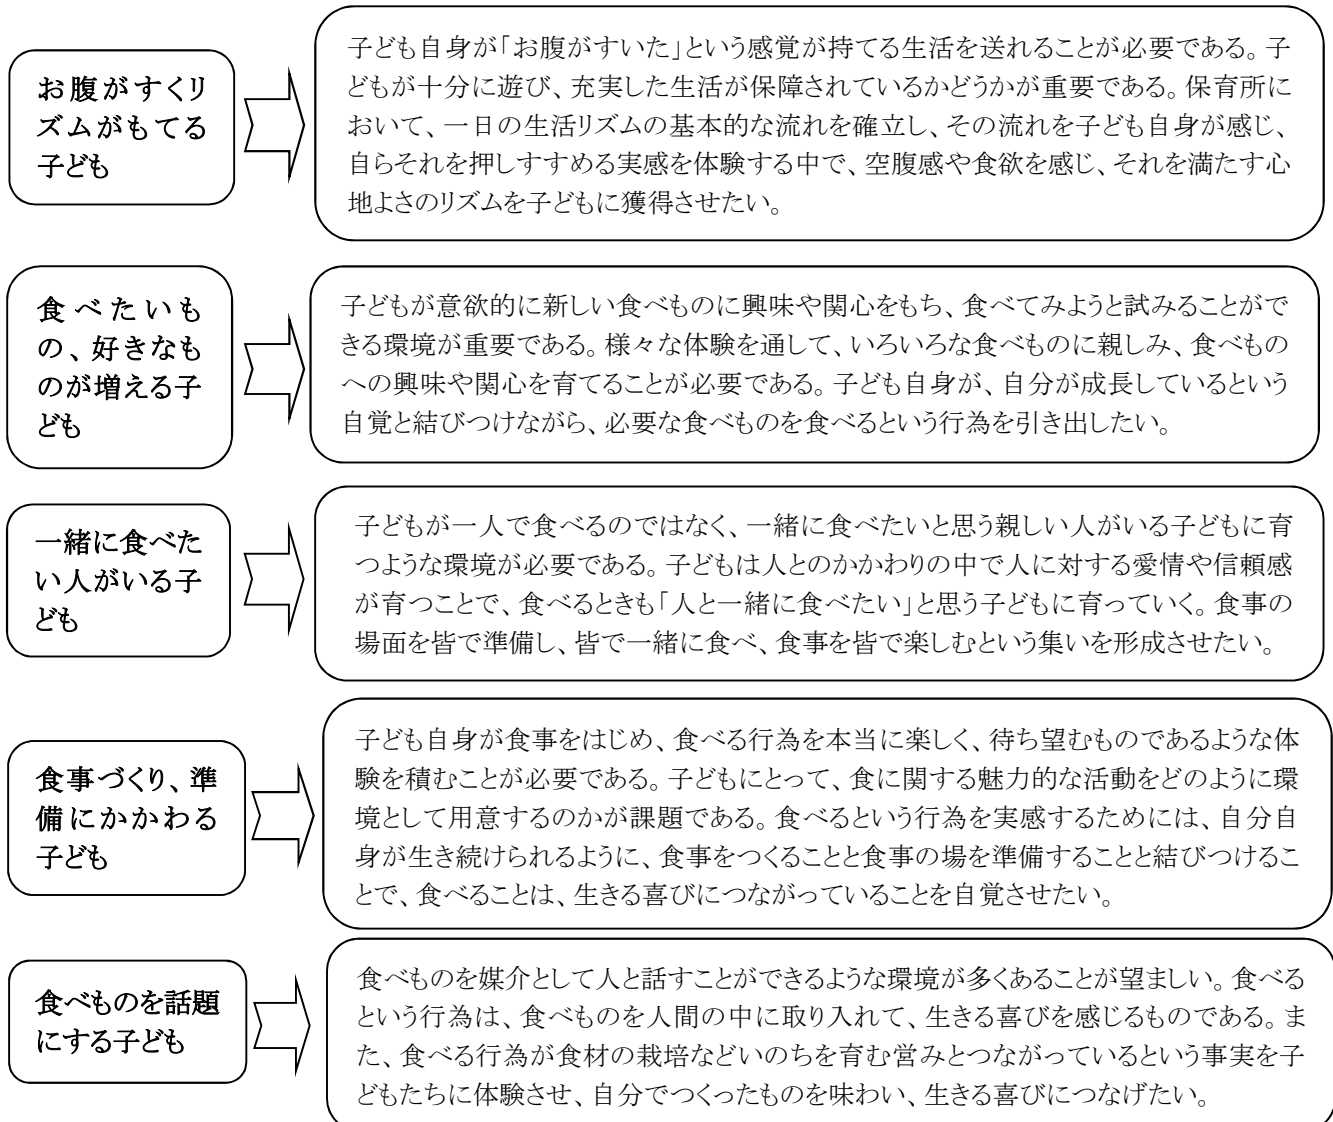 お腹がすくリ
ズムがもてる
子ども
子ども自身が「お腹がすいた」という感覚が持てる生活を送れることが必要である。子
どもが十分に遊び、充実した生活が保障されているかどうかが重要である。保育所に
おいて、一日の生活リズムの基本的な流れを確立し、その流れを子ども自身が感じ、
自らそれを押しすすめる実感を体験する中で、空腹感や食欲を感じ、それを満たす心
地よさのリズムを子どもに獲得させたい。
食べたいも
の、好きなも
のが増える子
ども
子どもが意欲的に新しい食べものに興味や関心をもち、食べてみようと試みることがで
きる環境が重要である。様々な体験を通して、いろいろな食べものに親しみ、食べもの
への興味や関心を育てることが必要である。子ども自身が、自分が成長しているという
自覚と結びつけながら、必要な食べものを食べるという行為を引き出したい。
一緒に食べた
い人がいる子
ども
子どもが一人で食べるのではなく、一緒に食べたいと思う親しい人がいる子どもに育
つような環境が必要である。子どもは人とのかかわりの中で人に対する愛情や信頼感
が育つことで、食べるときも「人と一緒に食べたい」と思う子どもに育っていく。食事の
場面を皆で準備し、皆で一緒に食べ、食事を皆で楽しむという集いを形成させたい。
食事づくり、準
備にかかわる
子ども
子ども自身が食事をはじめ、食べる行為を本当に楽しく、待ち望むものであるような体
験を積むことが必要である。子どもにとって、食に関する魅力的な活動をどのように環
境として用意するのかが課題である。食べるという行為を実感するためには、自分自
身が生き続けられるように、食事をつくることと食事の場を準備することと結びつけるこ
とで、食べることは、生きる喜びにつながっていることを自覚させたい。
食べものを話題
にする子ども
食べものを媒介として人と話すことができるような環境が多くあることが望ましい。食べる
という行為は、食べものを人間の中に取り入れて、生きる喜びを感じるものである。ま
た、食べる行為が食材の栽培などいのちを育む営みとつながっているという事実を子
どもたちに体験させ、自分でつくったものを味わい、生きる喜びにつなげたい。